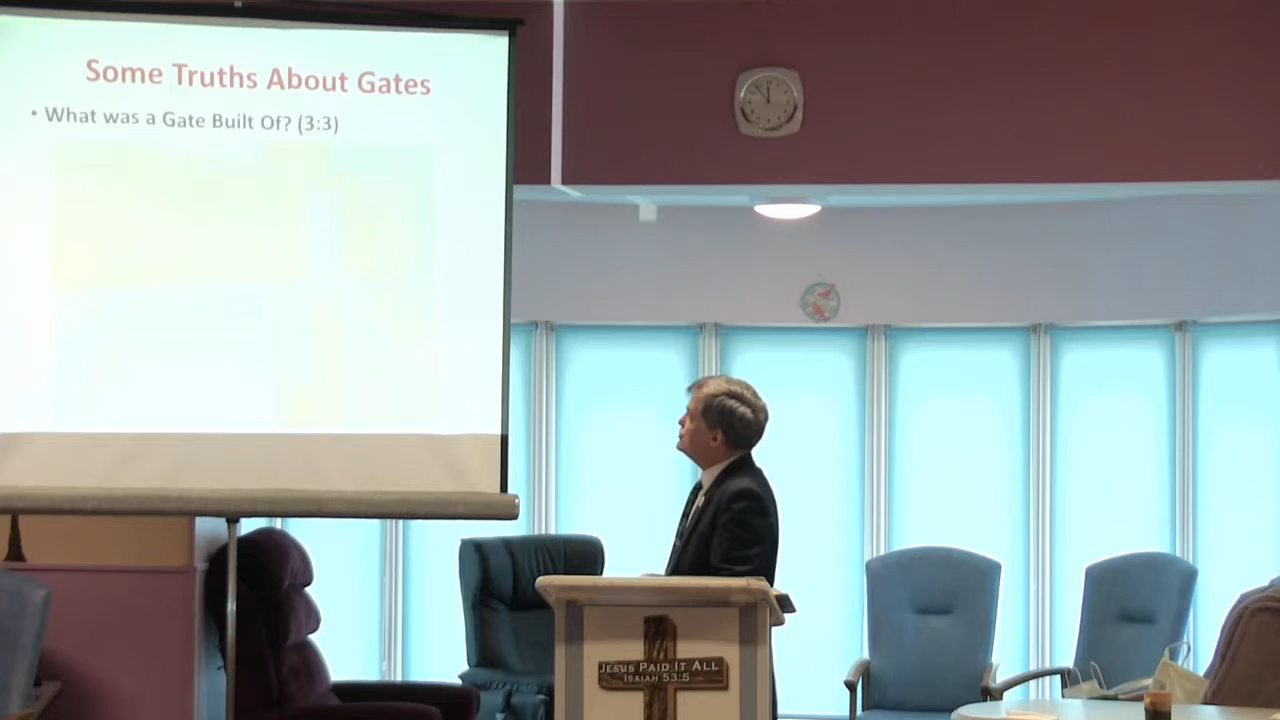 Some Truths About Gates
• What was a Gate Built Of? (3:3)
JESUS PAID IT ALL
ISAIAH 53:5